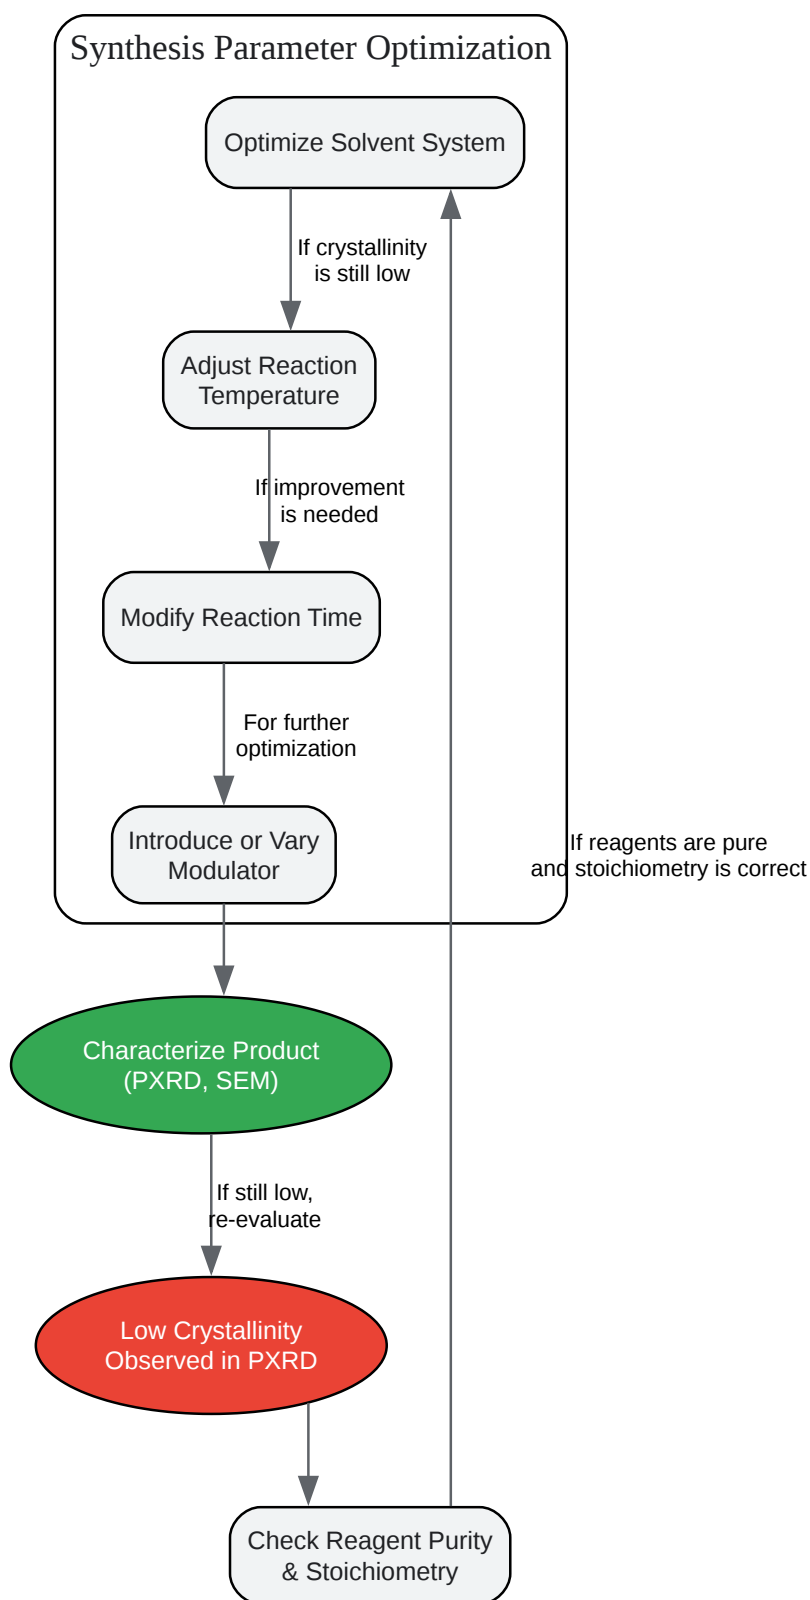 Synthesis Parameter Optimization
Optimize Solvent System
If crystallinity
is still low
Adjust Reaction
Temperature
If improvement
is needed
Modify Reaction Time
For further
optimization
Introduce or Vary
Modulator
If reagents are pure
and stoichiometry is correct
Characterize Product
(PXRD, SEM)
If still low,
re-evaluate
Low Crystallinity
Observed in PXRD
Check Reagent Purity
& Stoichiometry